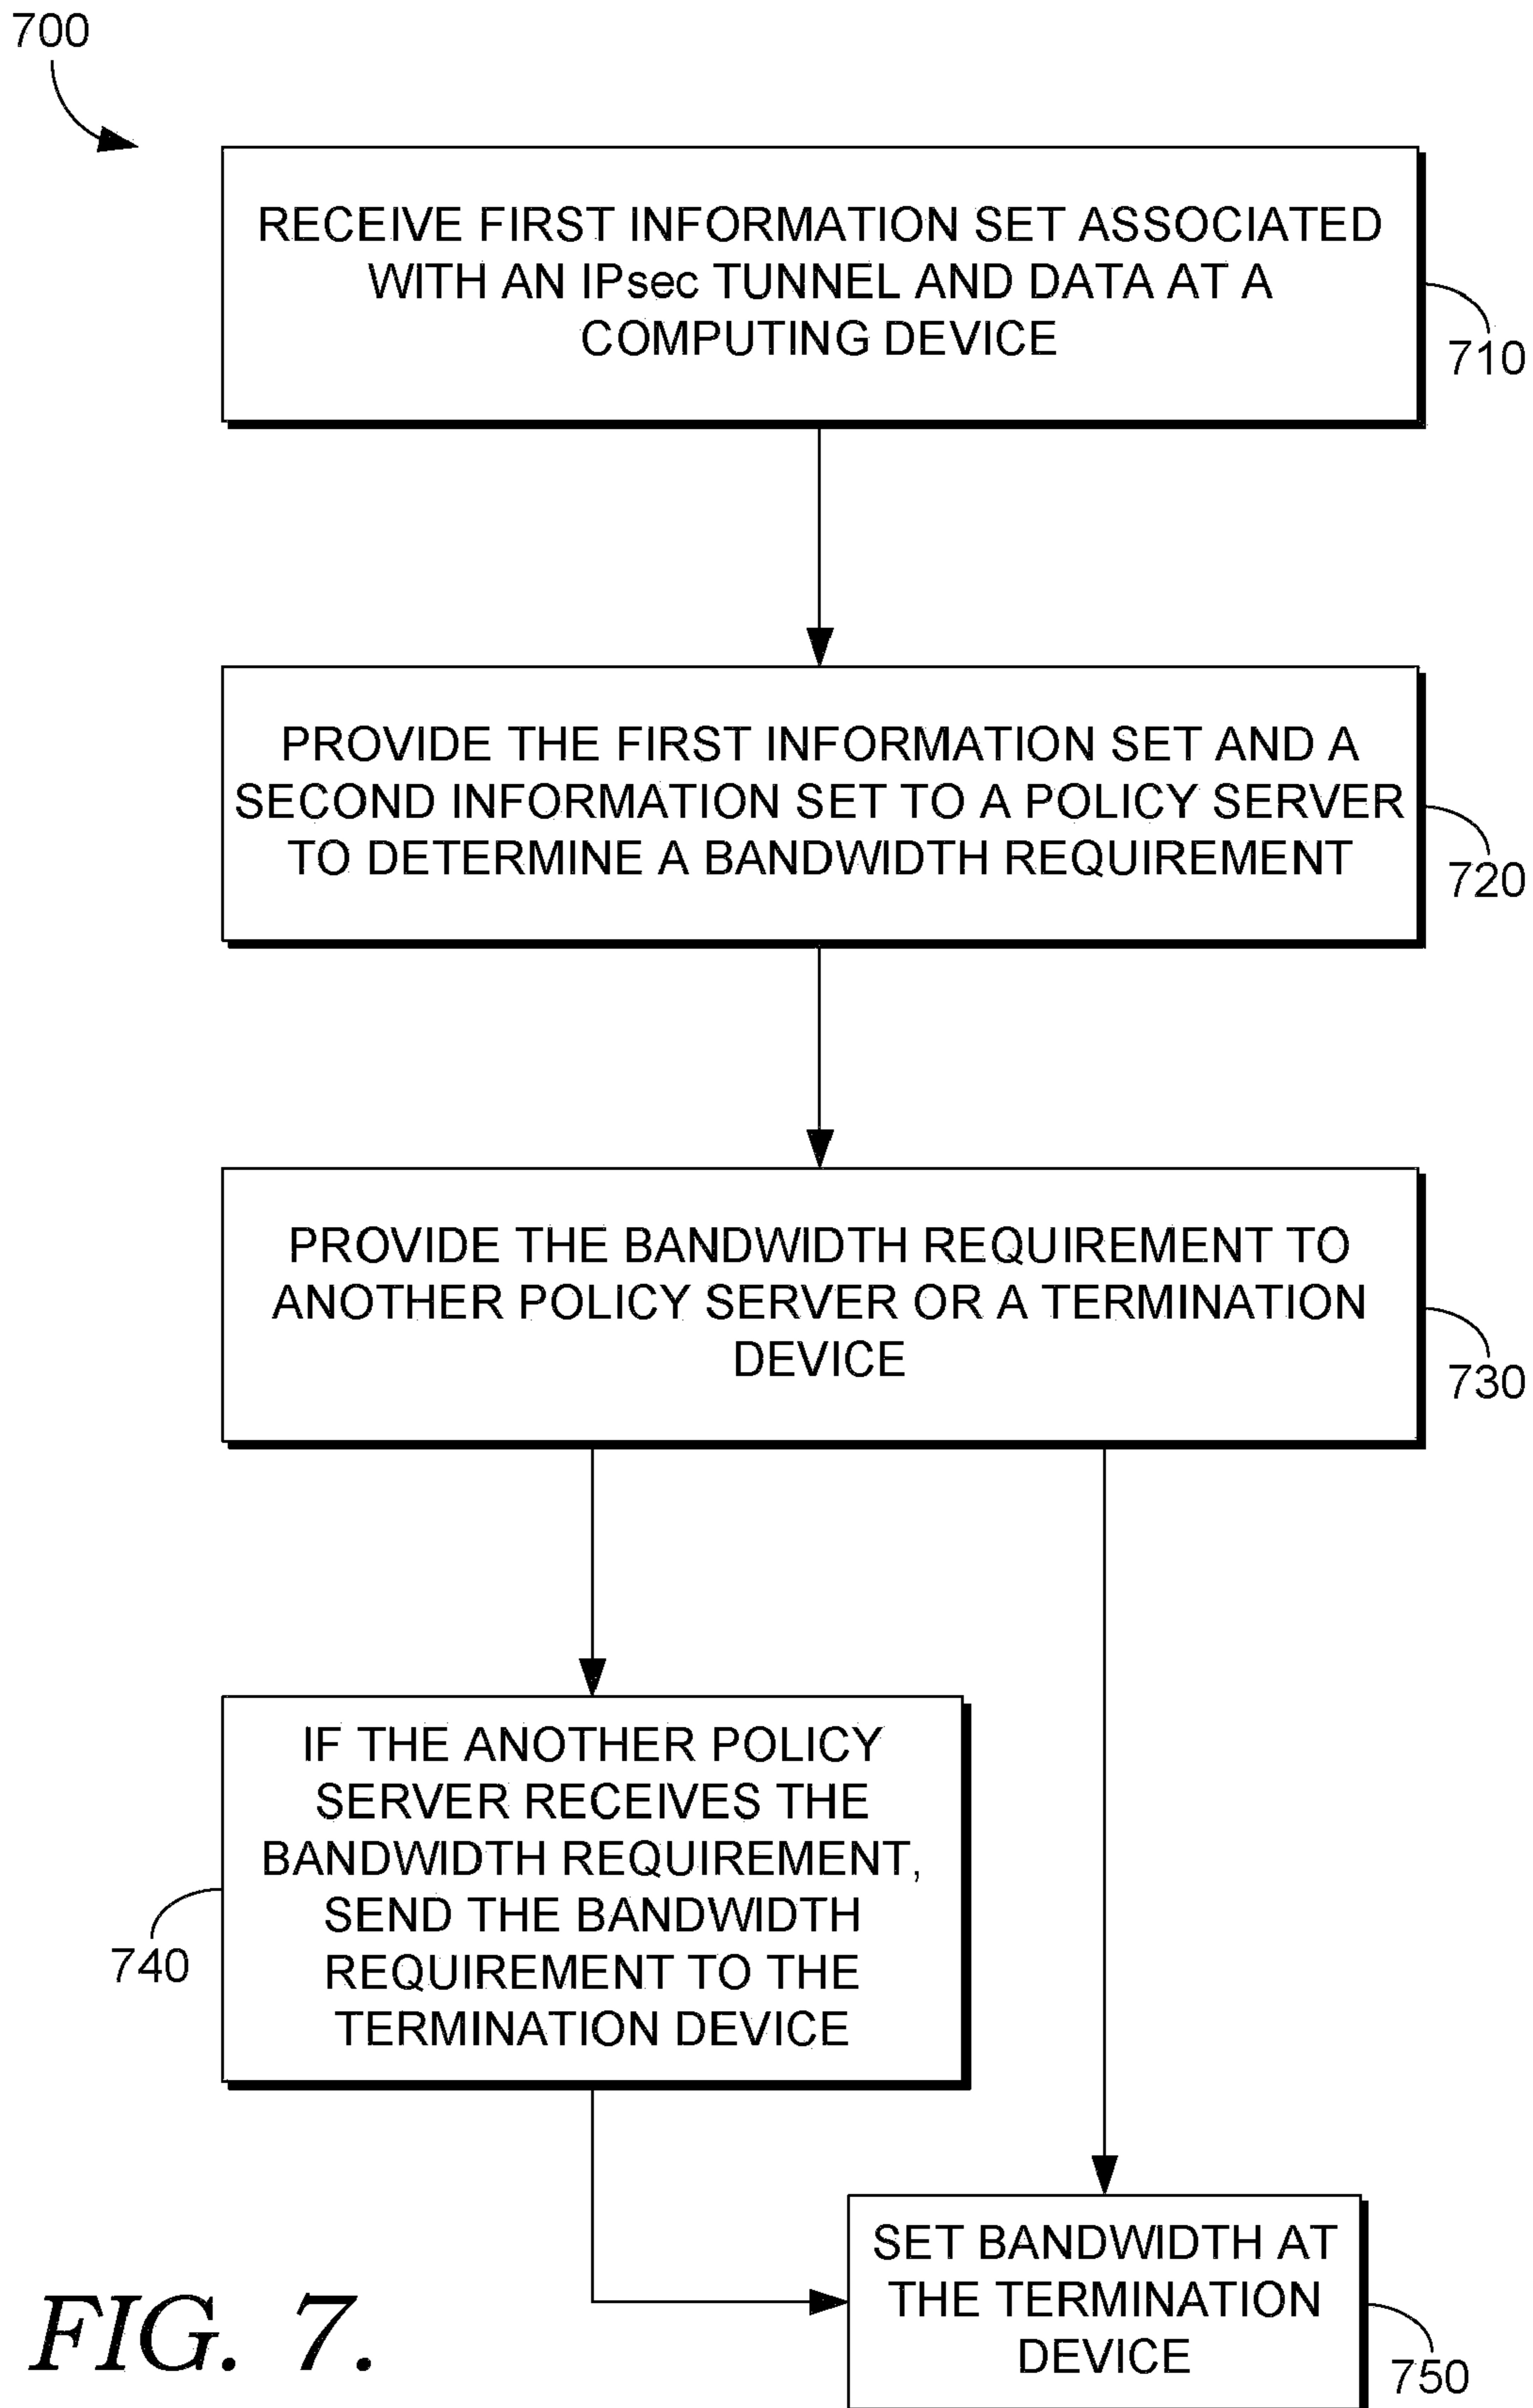 700
RECEIVE FIRST INFORMATION SET ASSOCIATED
WITH AN IPsec TUNNEL AND DATA AT A
COMPUTING DEVICE
710
PROVIDE THE FIRST INFORMATION SET AND A
SECOND INFORMATION SET TO A POLICY SERVER
TO DETERMINE A BANDWIDTH REQUIREMENT
720
PROVIDE THE BANDWIDTH REQUIREMENT TO
ANOTHER POLICY SERVER OR A TERMINATION
DEVICE
730
IF THE ANOTHER POLICY
SERVER RECEIVES THE
BANDWIDTH REQUIREMENT,
SEND THE BANDWIDTH
REQUIREMENT TO THE
TERMINATION DEVICE
740
SET BANDWIDTH AT
THE TERMINATION
DEVICE
750
FIG. 7.